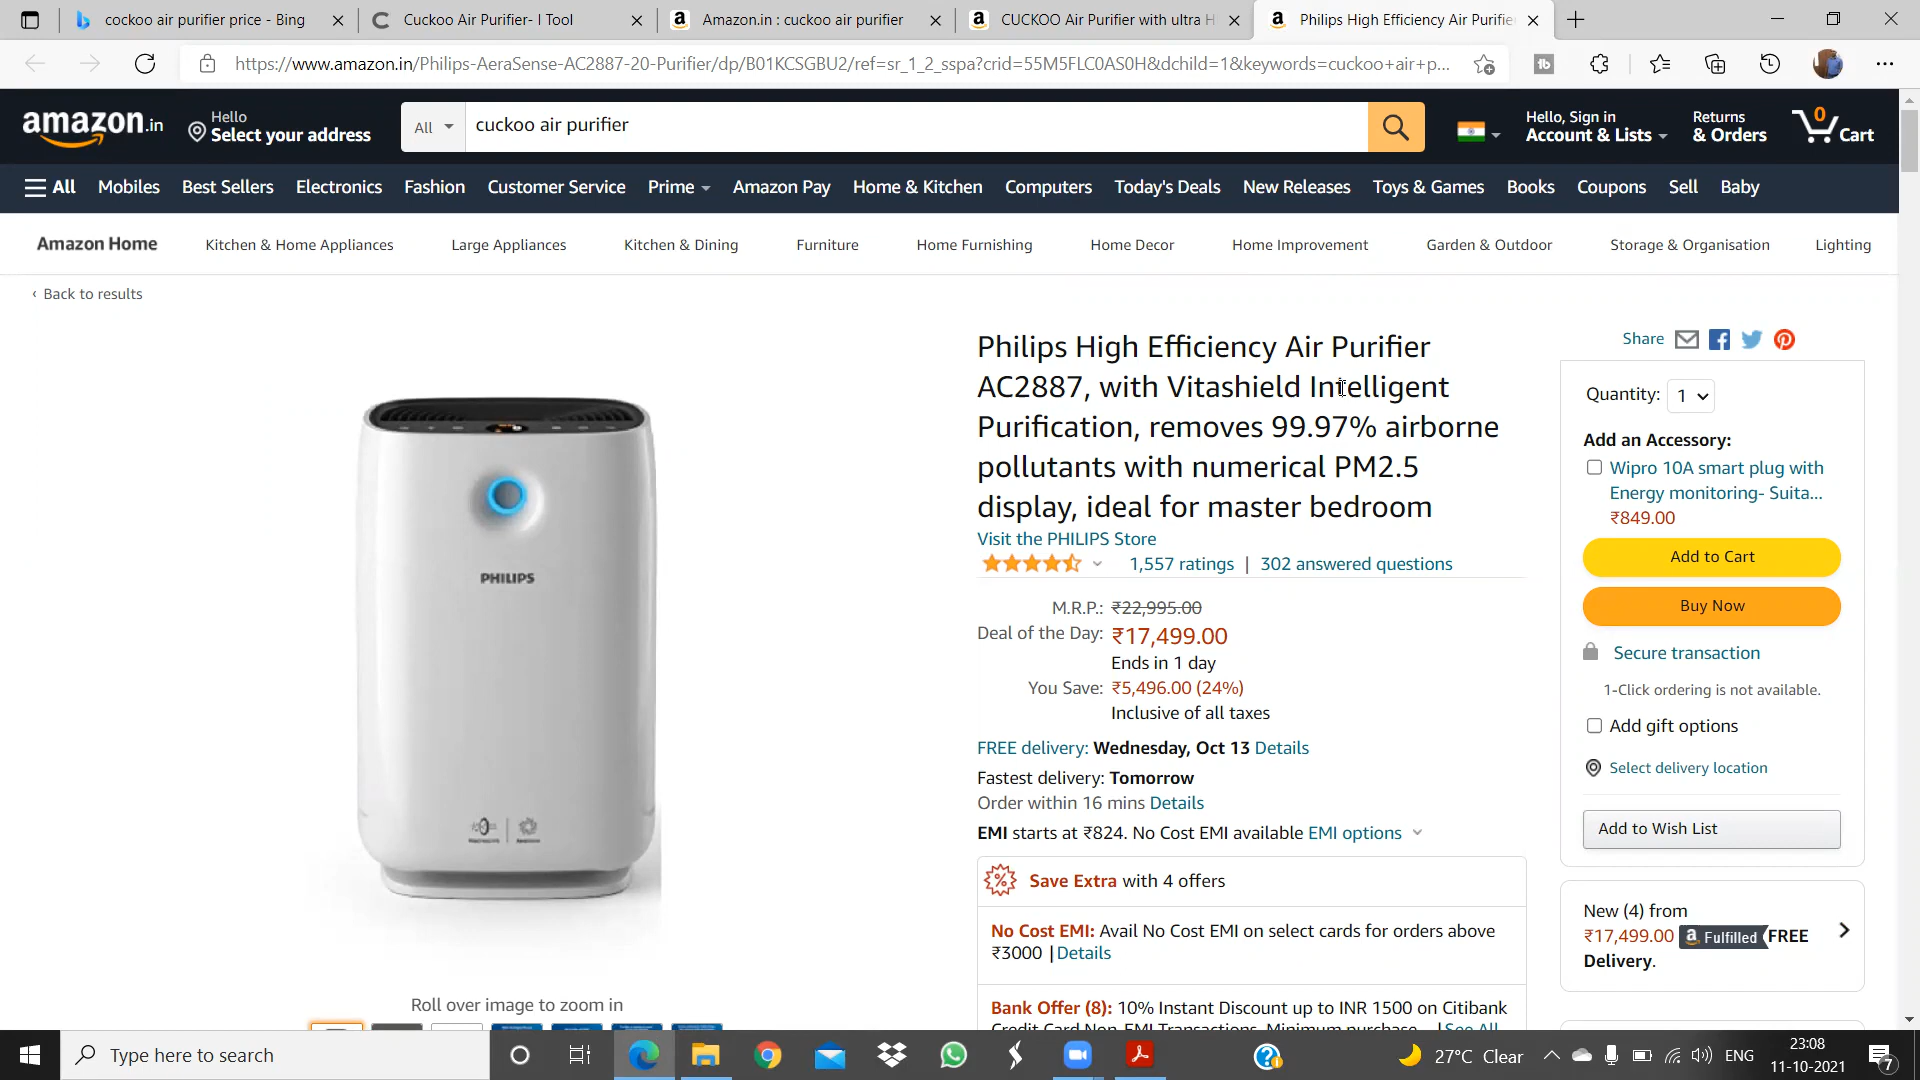 cockoo air purifier price - Bing
Cuckoo Air Purifier- I Tool
Amazon.in : cuckoo air purifier
CUCKOO Air Purifier with ultra H
Philips High Efficiency Air Purifie
https://www.amazon.in/Philips-AeraSense-AC2887-20-Purifier/dp/B01KCSGBU2/ref=sr_1_2_sspa?crid=55M5FLC0AS0H&dchild=1&keywords=cuckoo+air+p...
amazon.in
Hello
Select your address
All
cuckoo air purifier
Hello, Sign in
Account & Lists
Returns
& Orders
0
Cart
All Mobiles Best Sellers Electronics Fashion Customer Service Prime Amazon Pay Home & Kitchen Computers Today's Deals New Releases Toys & Games Books Coupons Sell Baby
Amazon Home Kitchen & Home Appliances Large Appliances Kitchen & Dining Furniture Home Furnishing Home Decor Home Improvement Garden & Outdoor Storage & Organisation Lighting
‹ Back to results
PHILIPS
Roll over image to zoom in
Philips High Efficiency Air Purifier
AC2887, with Vitashield Intelligent
Purification, removes 99.97% airborne
pollutants with numerical PM2.5
display, ideal for master bedroom
Visit the PHILIPS Store
1,557 ratings | 302 answered questions
M.R.P.: ₹22,995.00
Deal of the Day: ₹17,499.00
Ends in 1 day
You Save: ₹5,496.00 (24%)
Inclusive of all taxes
FREE delivery: Wednesday, Oct 13 Details
Fastest delivery: Tomorrow
Order within 16 mins Details
EMI starts at ₹824. No Cost EMI available EMI options
Save Extra with 4 offers
No Cost EMI: Avail No Cost EMI on select cards for orders above
₹3000 |Details
Bank Offer (8): 10% Instant Discount up to INR 1500 on Citibank
Credit Card Non-EMI Transactions. Minimum purchase... |See All
Share
Quantity: 1
Add an Accessory:
Wipro 10A smart plug with
Energy monitoring- Suita...
₹849.00
Add to Cart
Buy Now
Secure transaction
1-Click ordering is not available.
Add gift options
Select delivery location
Add to Wish List
New (4) from
₹17,499.00 a Fulfilled FREE
Delivery.
Type here to search
27°C Clear
ENG
23:08
11-10-2021
7